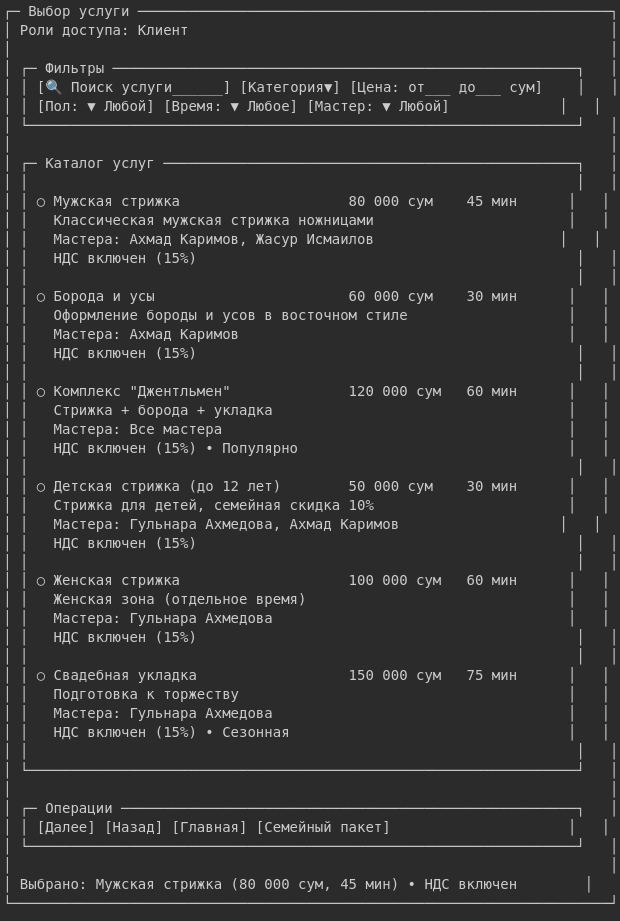 Выбор услуги
Роли доступа: Клиент
Фильтры
[🔍 Поиск услуги______] [Категория▼] [Цена: от___ до___ сум]
[Пол: ▼ Любой] [Время: ▼ Любое] [Мастер: ▼ Любой]
Каталог услуг
○ Мужская стрижка 80 000 сум 45 мин
Классическая мужская стрижка ножницами
Мастера: Ахмад Каримов, Жасур Исмаилов
НДС включен (15%)
○ Борода и усы 60 000 сум 30 мин
Оформление бороды и усов в восточном стиле
Мастера: Ахмад Каримов
НДС включен (15%)
○ Комплекс "Джентльмен" 120 000 сум 60 мин
Стрижка + борода + укладка
Мастера: Все мастера
НДС включен (15%) • Популярно
○ Детская стрижка (до 12 лет) 50 000 сум 30 мин
Стрижка для детей, семейная скидка 10%
Мастера: Гульнара Ахмедова, Ахмад Каримов
НДС включен (15%)
○ Женская стрижка 100 000 сум 60 мин
Женская зона (отдельное время)
Мастера: Гульнара Ахмедова
НДС включен (15%)
○ Свадебная укладка 150 000 сум 75 мин
Подготовка к торжеству
Мастера: Гульнара Ахмедова
НДС включен (15%) • Сезонная
Операции
[Далее] [Назад] [Главная] [Семейный пакет]
Выбрано: Мужская стрижка (80 000 сум, 45 мин) • НДС включен